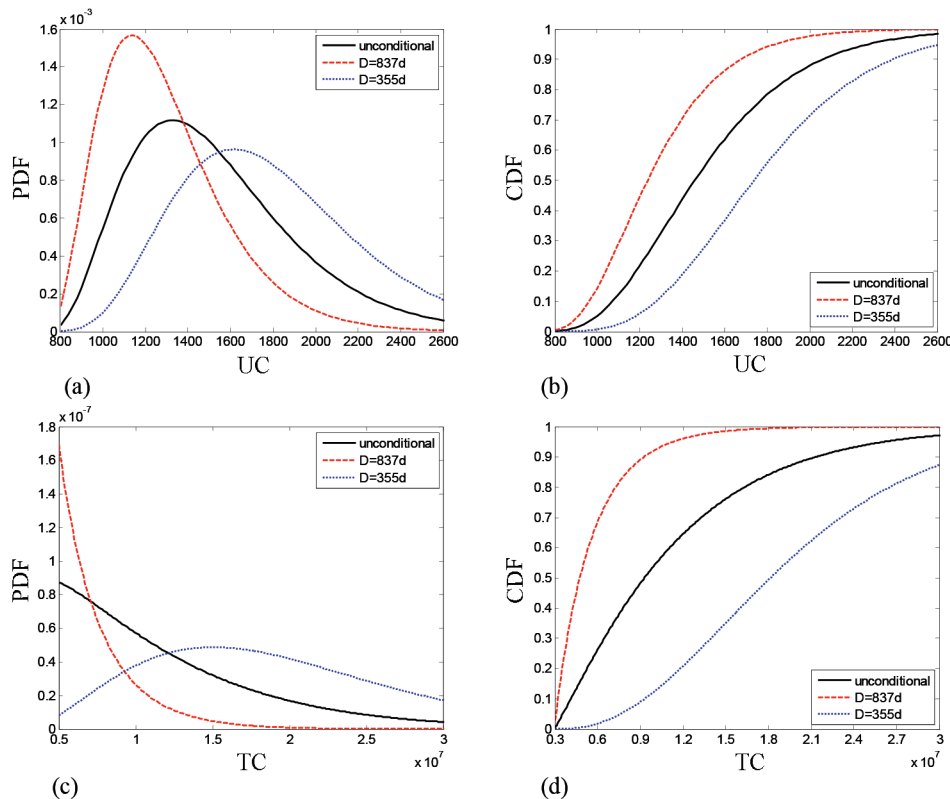 × 10⁻³
1.6
1.4
1.2
1
0.8
0.6
0.4
0.2
0
PDF
unconditional
D=837d
D=355d
800 1000 1200 1400 1600 1800 2000 2200 2400 2600
UC
(a)
1
0.9
0.8
0.7
0.6
0.5
0.4
0.3
0.2
0.1
0
CDF
unconditional
D=837d
D=355d
800 1000 1200 1400 1600 1800 2000 2200 2400 2600
UC
(b)
x 10⁻⁷
1.8
1.6
1.4
1.2
1
0.8
0.6
0.4
0.2
0
PDF
unconditional
D=837d
D=355d
0.5 1 1.5 2 2.5 3
x 10⁷
TC
(c)
1
0.9
0.8
0.7
0.6
0.5
0.4
0.3
0.2
0.1
0
CDF
unconditional
D=837d
D=355d
0.3 0.6 0.9 1.2 1.5 1.8 2.1 2.4 2.7 3
x 10⁷
TC
(d)